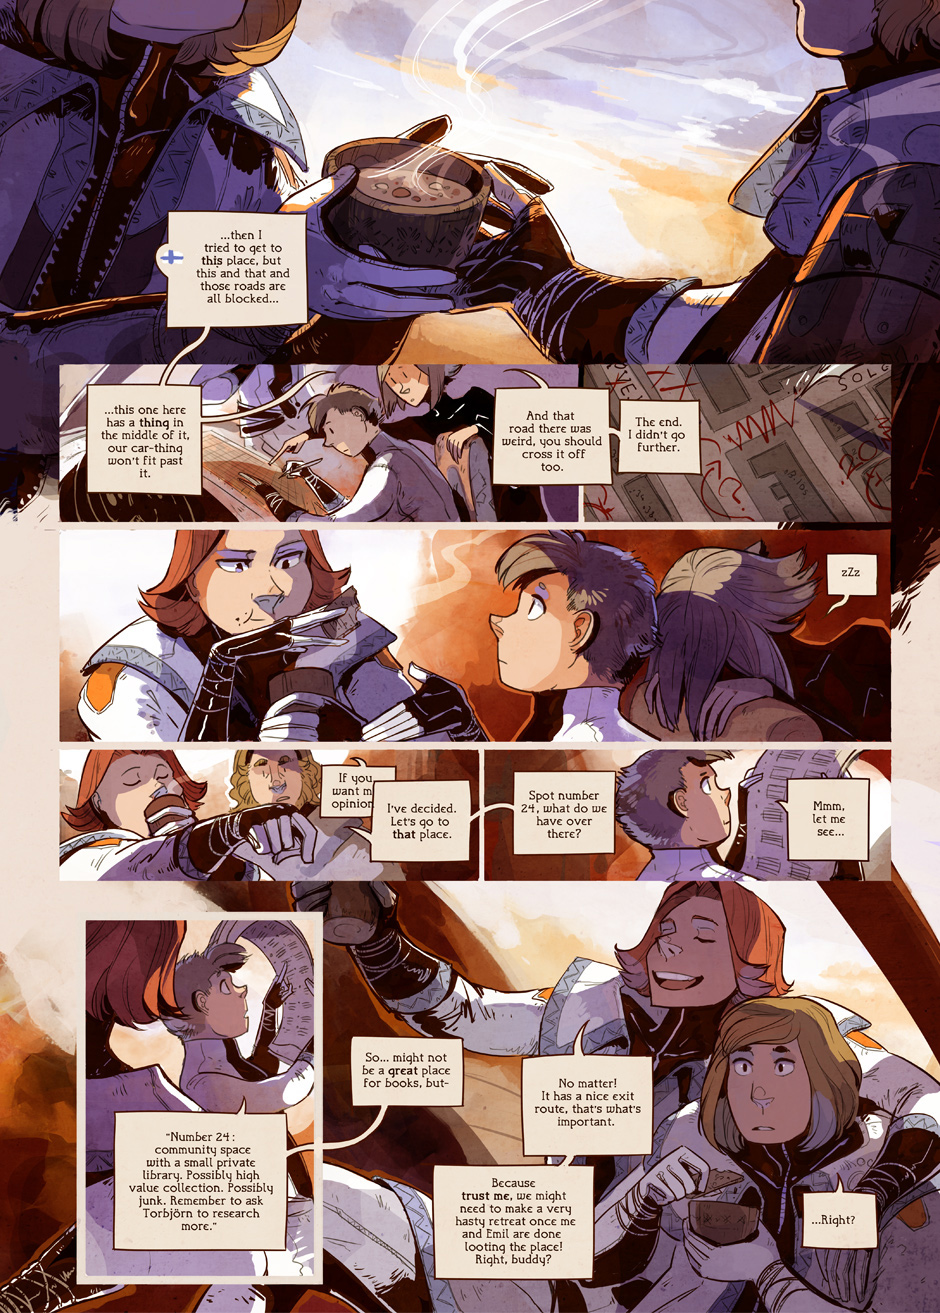 ...then I
tried to get to
this place, but
this and that and
those roads are
all blocked...
...this one here
has a thing in
the middle of it,
our car-thing
won't fit past
it.
And that
road there was
weird, you should
cross it off
too.
The end.
I didn't go
further.
SOLG
zZz
If you
want m
opinion
I've decided.
Let's go to
that place.
Spot number
24, what do we
have over
there?
Mmm,
let me
see...
"Number 24:
community space
with a small private
library. Possibly high
value collection. Possibly
junk. Remember to ask
Torbjörn to research
more."
So... might not
be a great place
for books, but-
No matter!
It has a nice exit
route, that's what's
important.
Because
trust me, we might
need to make a very
hasty retreat once me
and Emil are done
looting the place!
Right, buddy?
...Right?